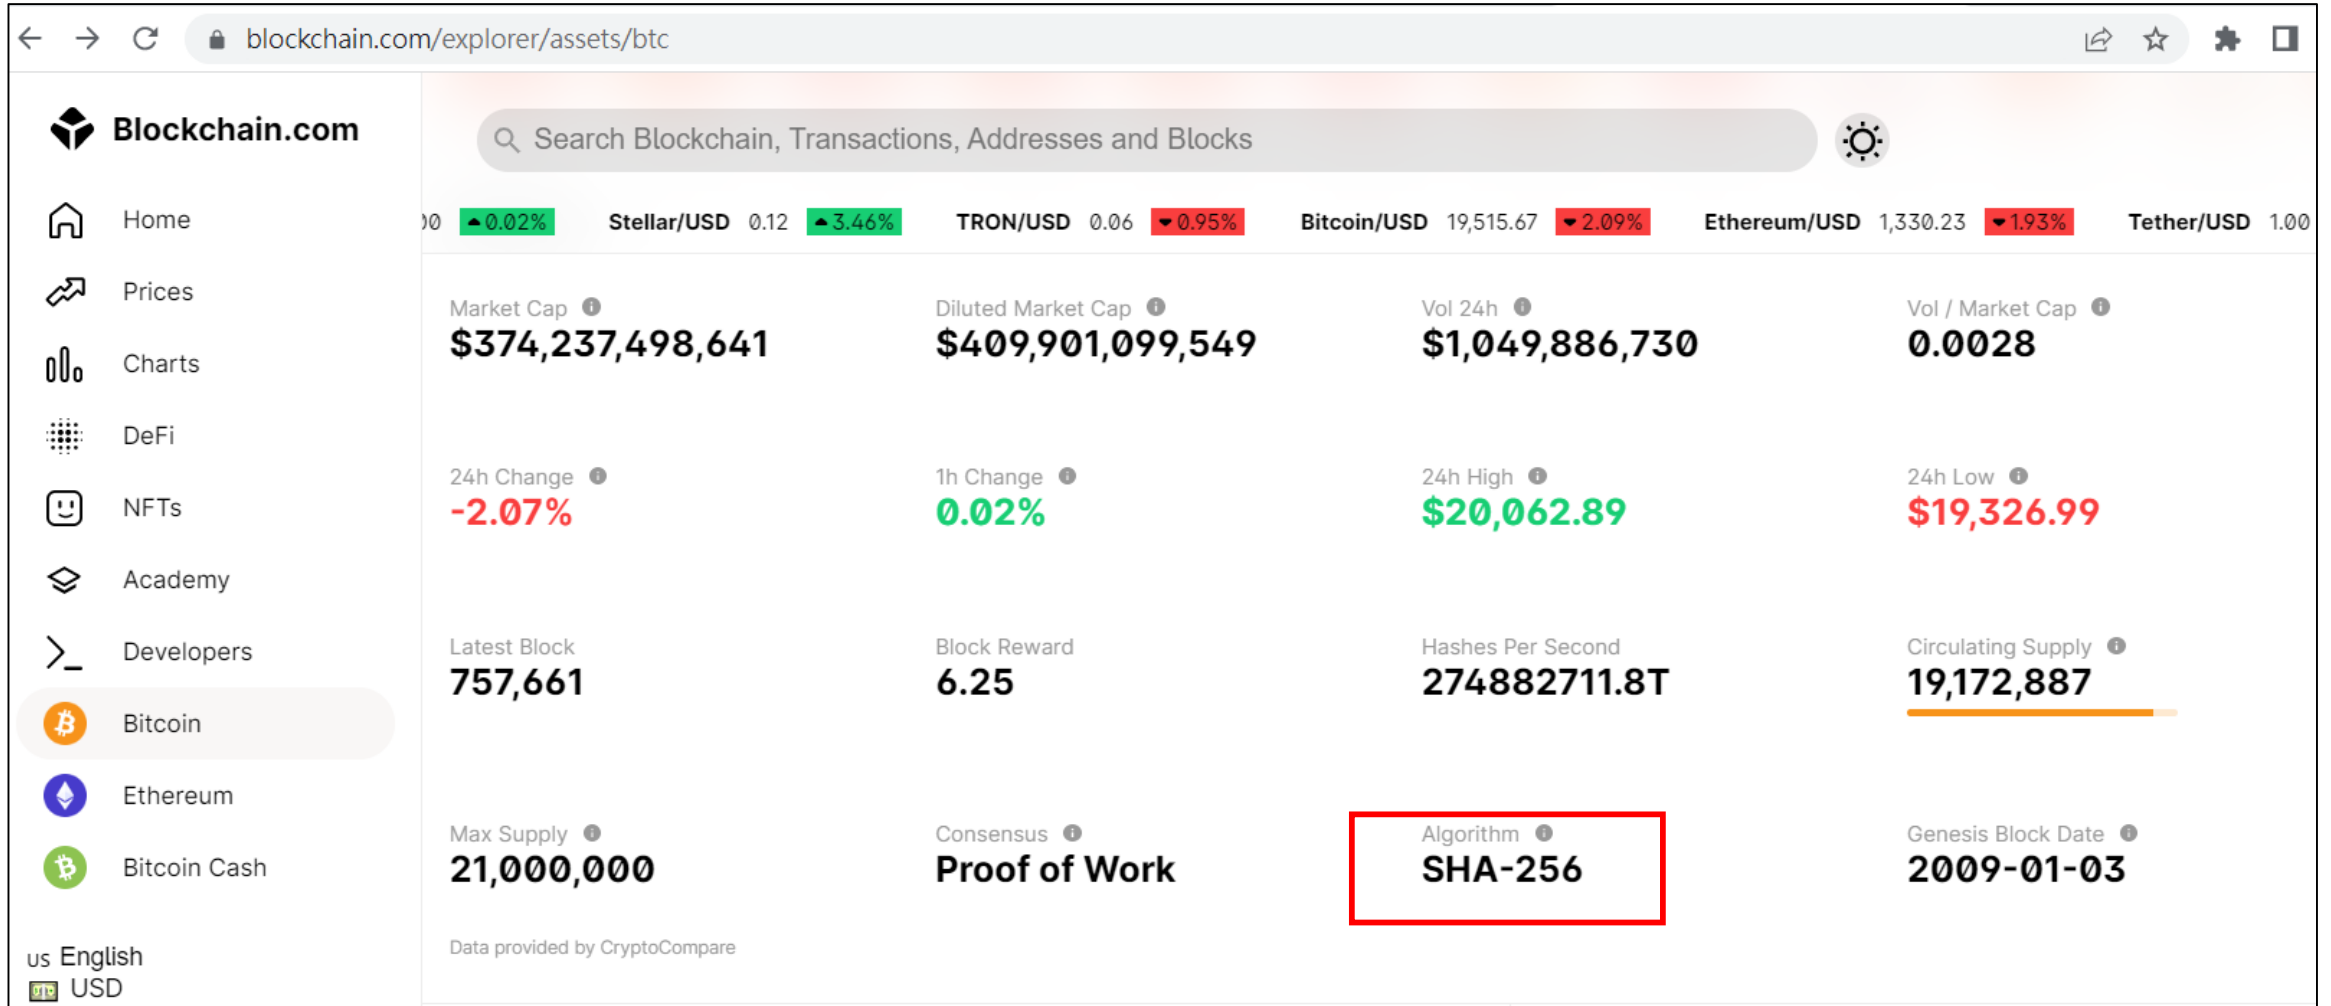 blockchain.com/explorer/assets/btc
Blockchain.com
Search Blockchain, Transactions, Addresses and Blocks
00 0.02% Stellar/USD 0.12 3.46% TRON/USD 0.06 0.95% Bitcoin/USD 19,515.67 2.09% Ethereum/USD 1,330.23 1.93% Tether/USD 1.00
Home
Prices
Charts
DeFi
NFTs
Academy
Developers
Bitcoin
Ethereum
Bitcoin Cash
US English
USD
Market Cap
$374,237,498,641
Diluted Market Cap
$409,901,099,549
Vol 24h
$1,049,886,730
Vol / Market Cap
0.0028
24h Change
-2.07%
1h Change
0.02%
24h High
$20,062.89
24h Low
$19,326.99
Latest Block
757,661
Block Reward
6.25
Hashes Per Second
274882711.8T
Circulating Supply
19,172,887
Max Supply
21,000,000
Consensus
Proof of Work
Algorithm
SHA-256
Genesis Block Date
2009-01-03
Data provided by CryptoCompare